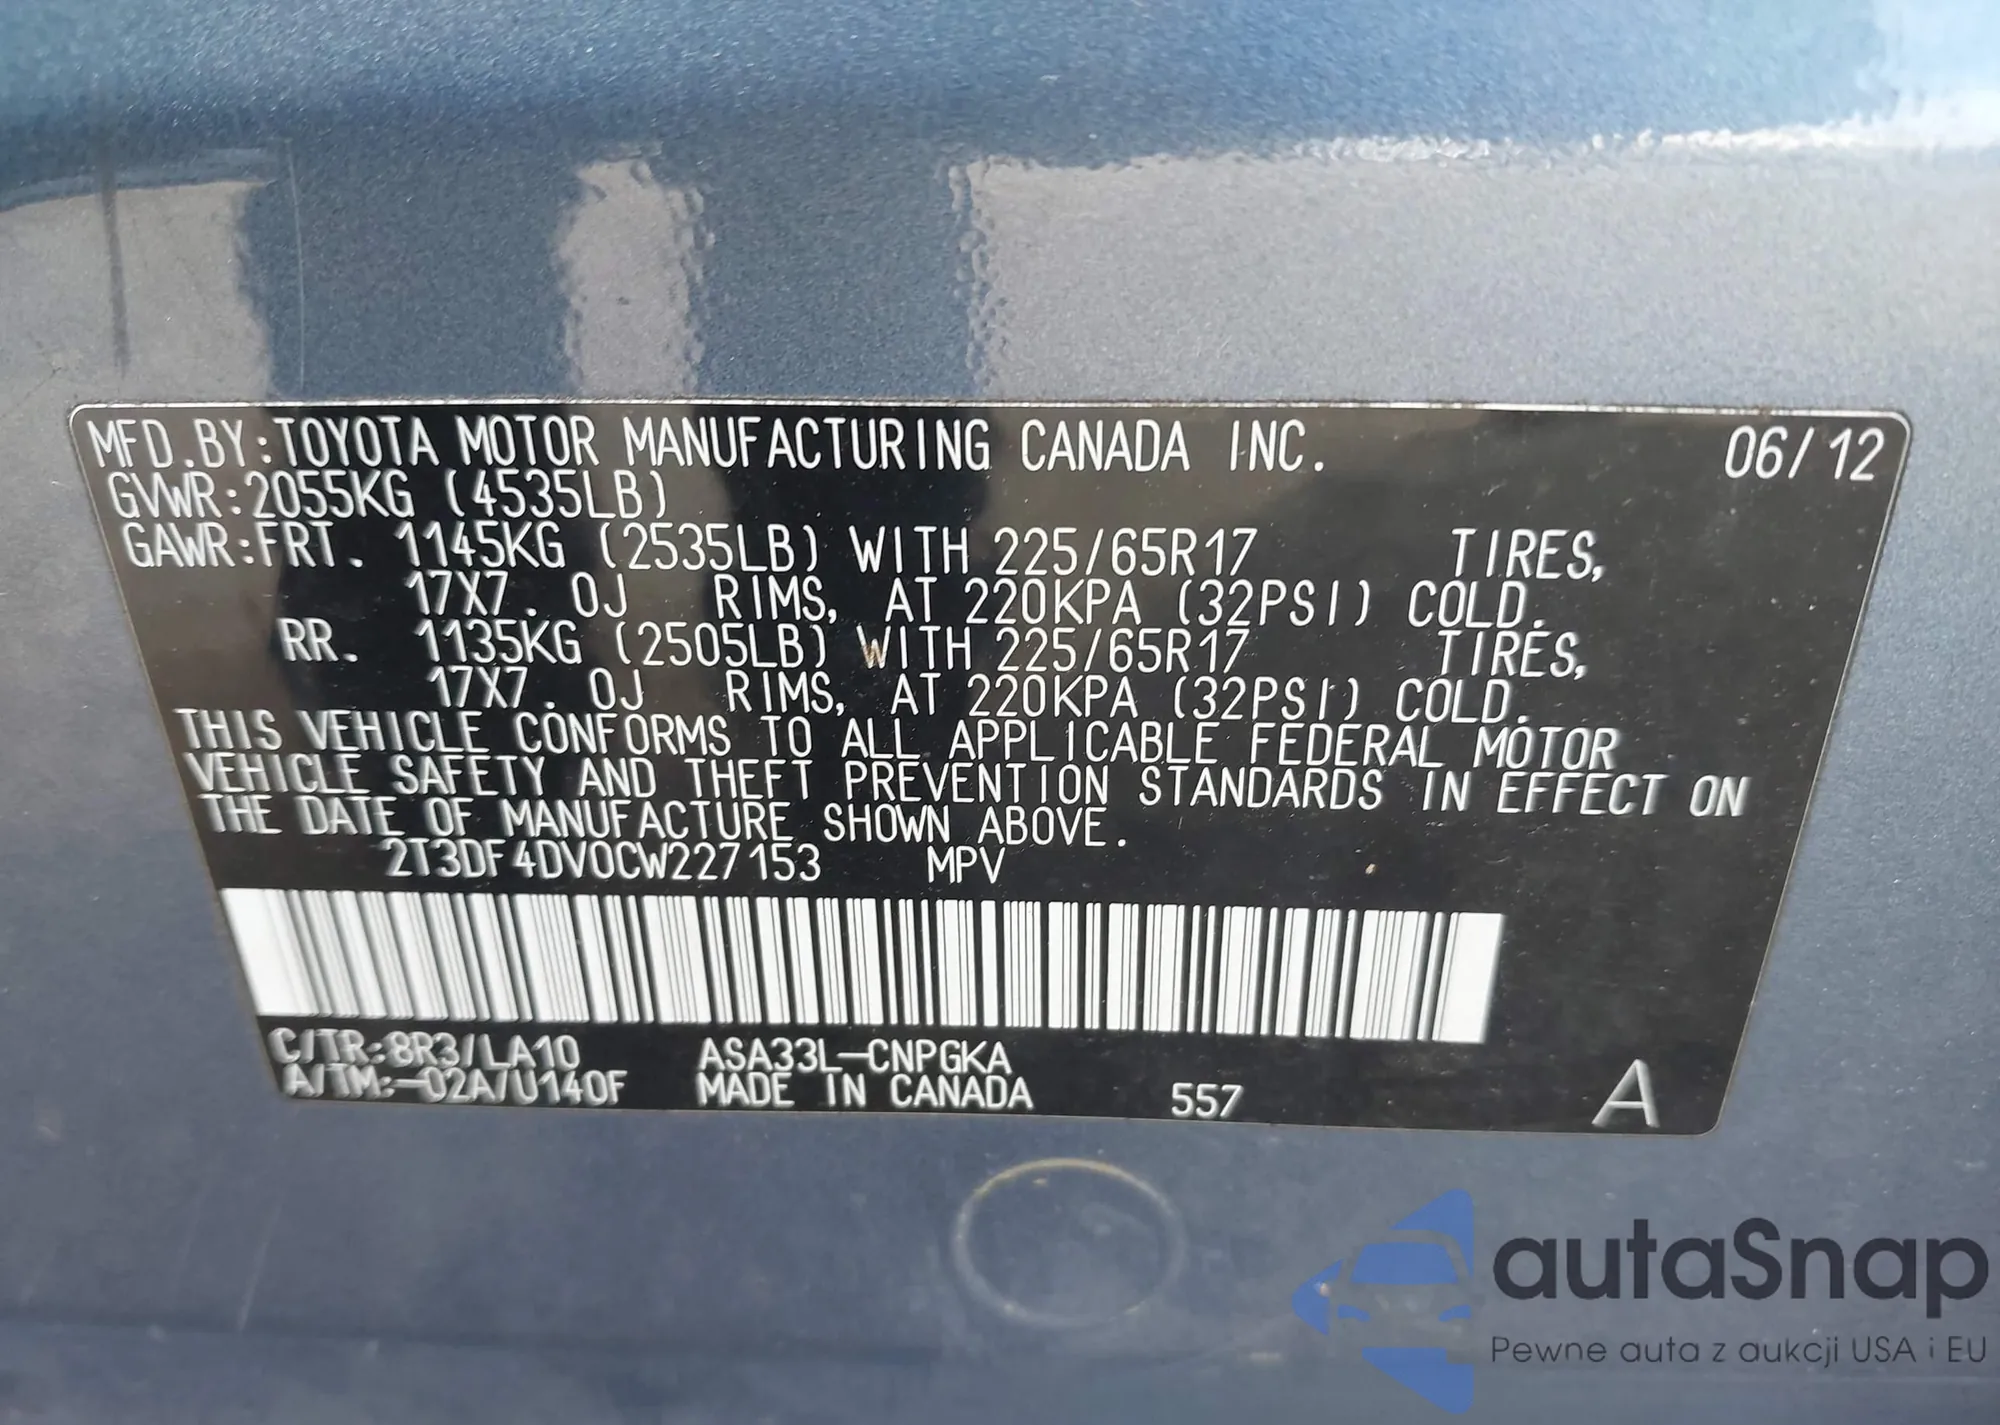 MFD.BY:TOYOTA MOTOR MANUFACTURING CANADA INC. 06/12
GVWR:2055KG (4535LB)
GAWR:FRT. 1145KG (2535LB) WITH 225/65R17 TIRES,
17X7.0J RIMS, AT 220KPA (32PSI) COLD.
RR. 1135KG (2505LB) WITH 225/65R17 TIRES,
17X7.0J RIMS, AT 220KPA (32PSI) COLD.
THIS VEHICLE CONFORMS TO ALL APPLICABLE FEDERAL MOTOR
VEHICLE SAFETY AND THEFT PREVENTION STANDARDS IN EFFECT ON
THE DATE OF MANUFACTURE SHOWN ABOVE.
2T3DF4DV0CW227153 MPV
C/TR:8R3/LA10 ASA33L-CNPGKA
A/TM:-02A/U140F MADE IN CANADA 557 A
autaSnap
Pewne auta z aukcji USA i EU